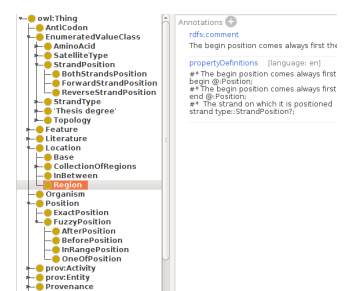 owl:Thing
AntiCodon
EnumeratedValueClass
AminoAcid
SatelliteType
StrandPosition
BothStrandsPosition
ForwardStrandPosition
ReverseStrandPosition
StrandType
'Thesis degree'
Topology
Feature
Literature
Location
Base
CollectionOfRegions
InBetween
Region
Organism
Position
ExactPosition
FuzzyPosition
AfterPosition
BeforePosition
InRangePosition
OneOfPosition
prov:Activity
prov:Entity
Provenance
Annotations
rdfs:comment
The begin position comes always first the
propertyDefinitions [language: en]
#* The begin position comes always first
begin @:Position;
#* The begin position comes always first
end @:Position;
#* The strand on which it is positioned
strand type::StrandPosition?;